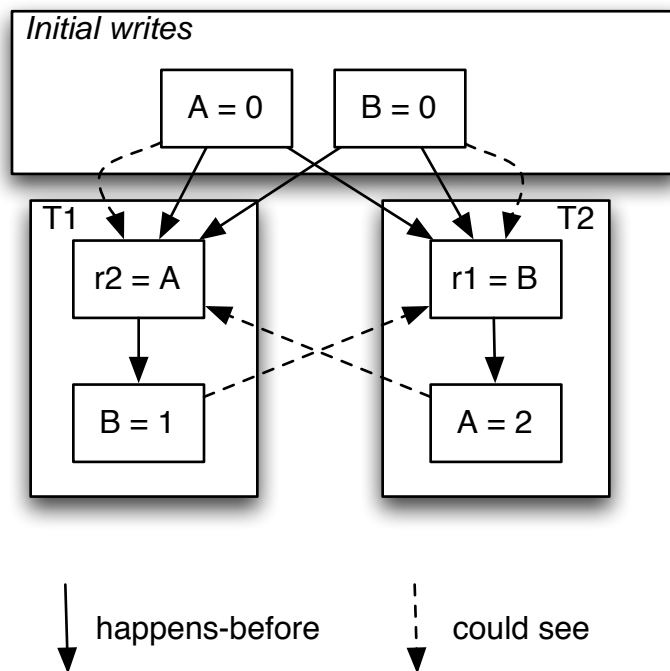 Initial writes
A = 0
B = 0
T1
T2
r2 = A
r1 = B
B = 1
A = 2
happens-before
could see